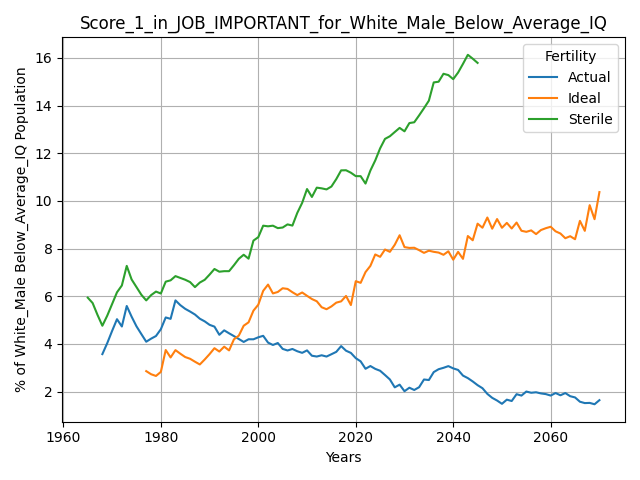 Score_1_in_JOB_IMPORTANT_for_White_Male_Below_Average_IQ
% of White_Male Below_Average_IQ Population
16
14
12
10
8
6
4
2
Fertility
Actual
Ideal
Sterile
1960 1980 2000 2020 2040 2060
Years